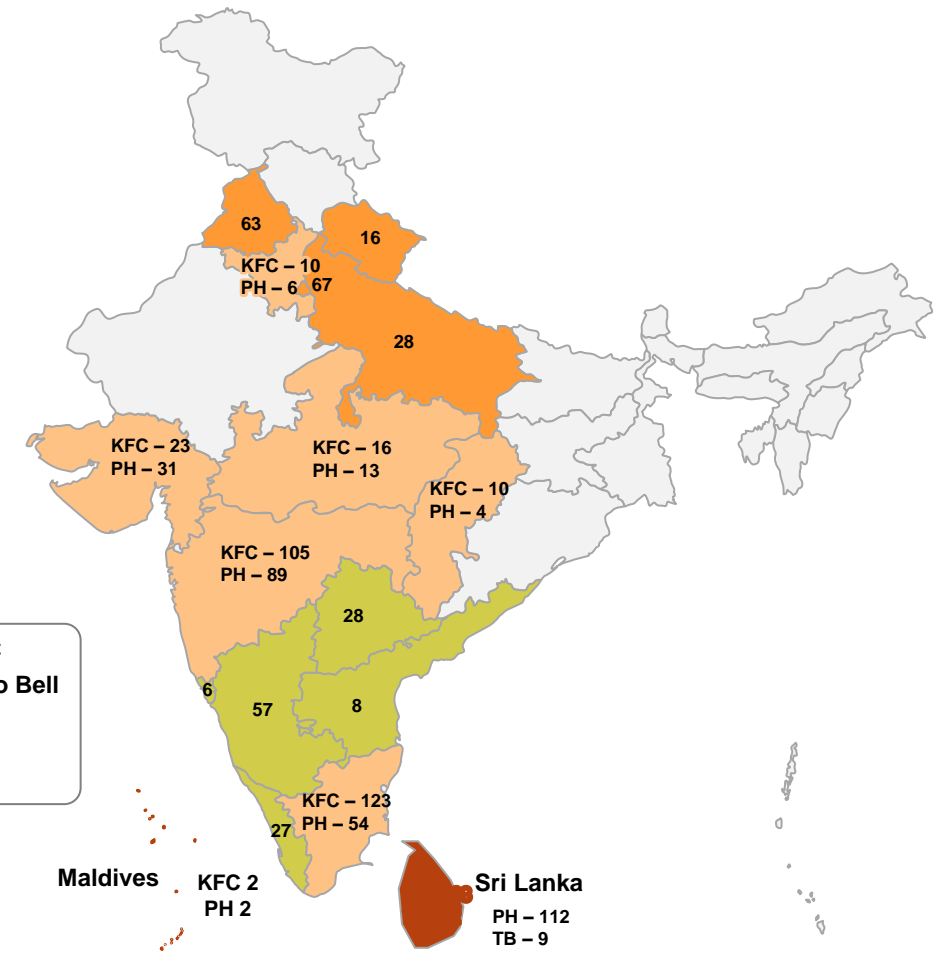 63
16
KFC – 10
PH – 6
67
28
KFC – 23
PH – 31
KFC – 16
PH – 13
KFC – 10
PH – 4
KFC – 105
PH – 89
28
Bell
6
57
8
KFC – 123
PH – 54
27
Maldives
KFC 2
PH 2
Sri Lanka
PH – 112
TB – 9